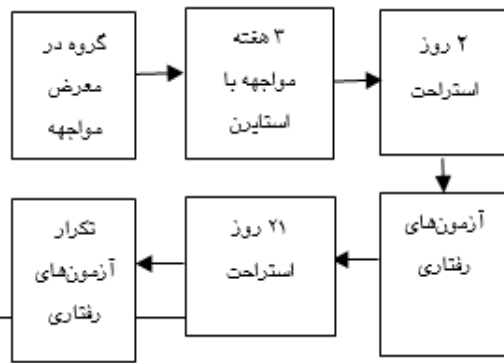 گروه در
معرض
مواجهه
۳ هفته
مواجهه با
استایرن
۲ روز
استراحت
آزمون‌های
رفتاری
۲۱ روز
استراحت
تکرار
آزمون‌های
رفتاری